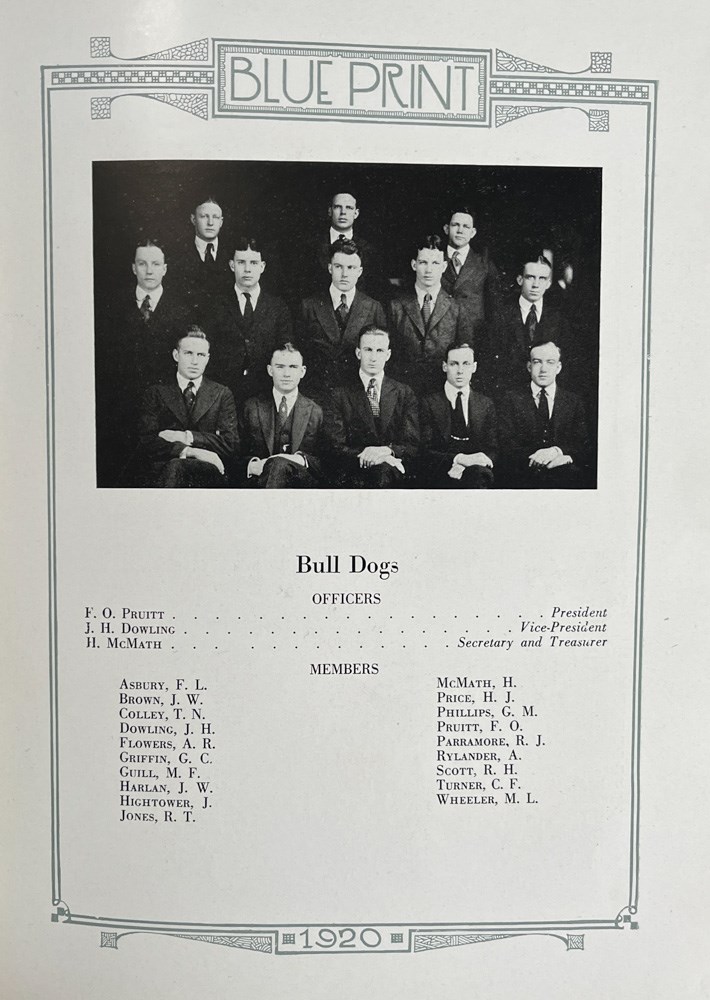 BLUE PRINT
Bull Dogs
OFFICERS
F. O. PRUITT . . . . . . . . . . . . . . . . . . President
J. H. DOWLING . . . . . . . . . . . . . . . . Vice-President
H. MCMATH . . . . . . . . . . . . . . Secretary and Treasurer
MEMBERS
ASBURY, F. L.
BROWN, J. W.
COLLEY, T. N.
DOWLING, J. H.
FLOWERS, A. R.
GRIFFIN, G. C.
GUILL, M. F.
HARLAN, J. W.
HIGHTOWER, J.
JONES, R. T.
MCMATH, H.
PRICE, H. J.
PHILLIPS, G. M.
PRUITT, F. O.
PARRAMORE, R. J.
RYLANDER, A.
SCOTT, R. H.
TURNER, C. F.
WHEELER, M. L.
1920